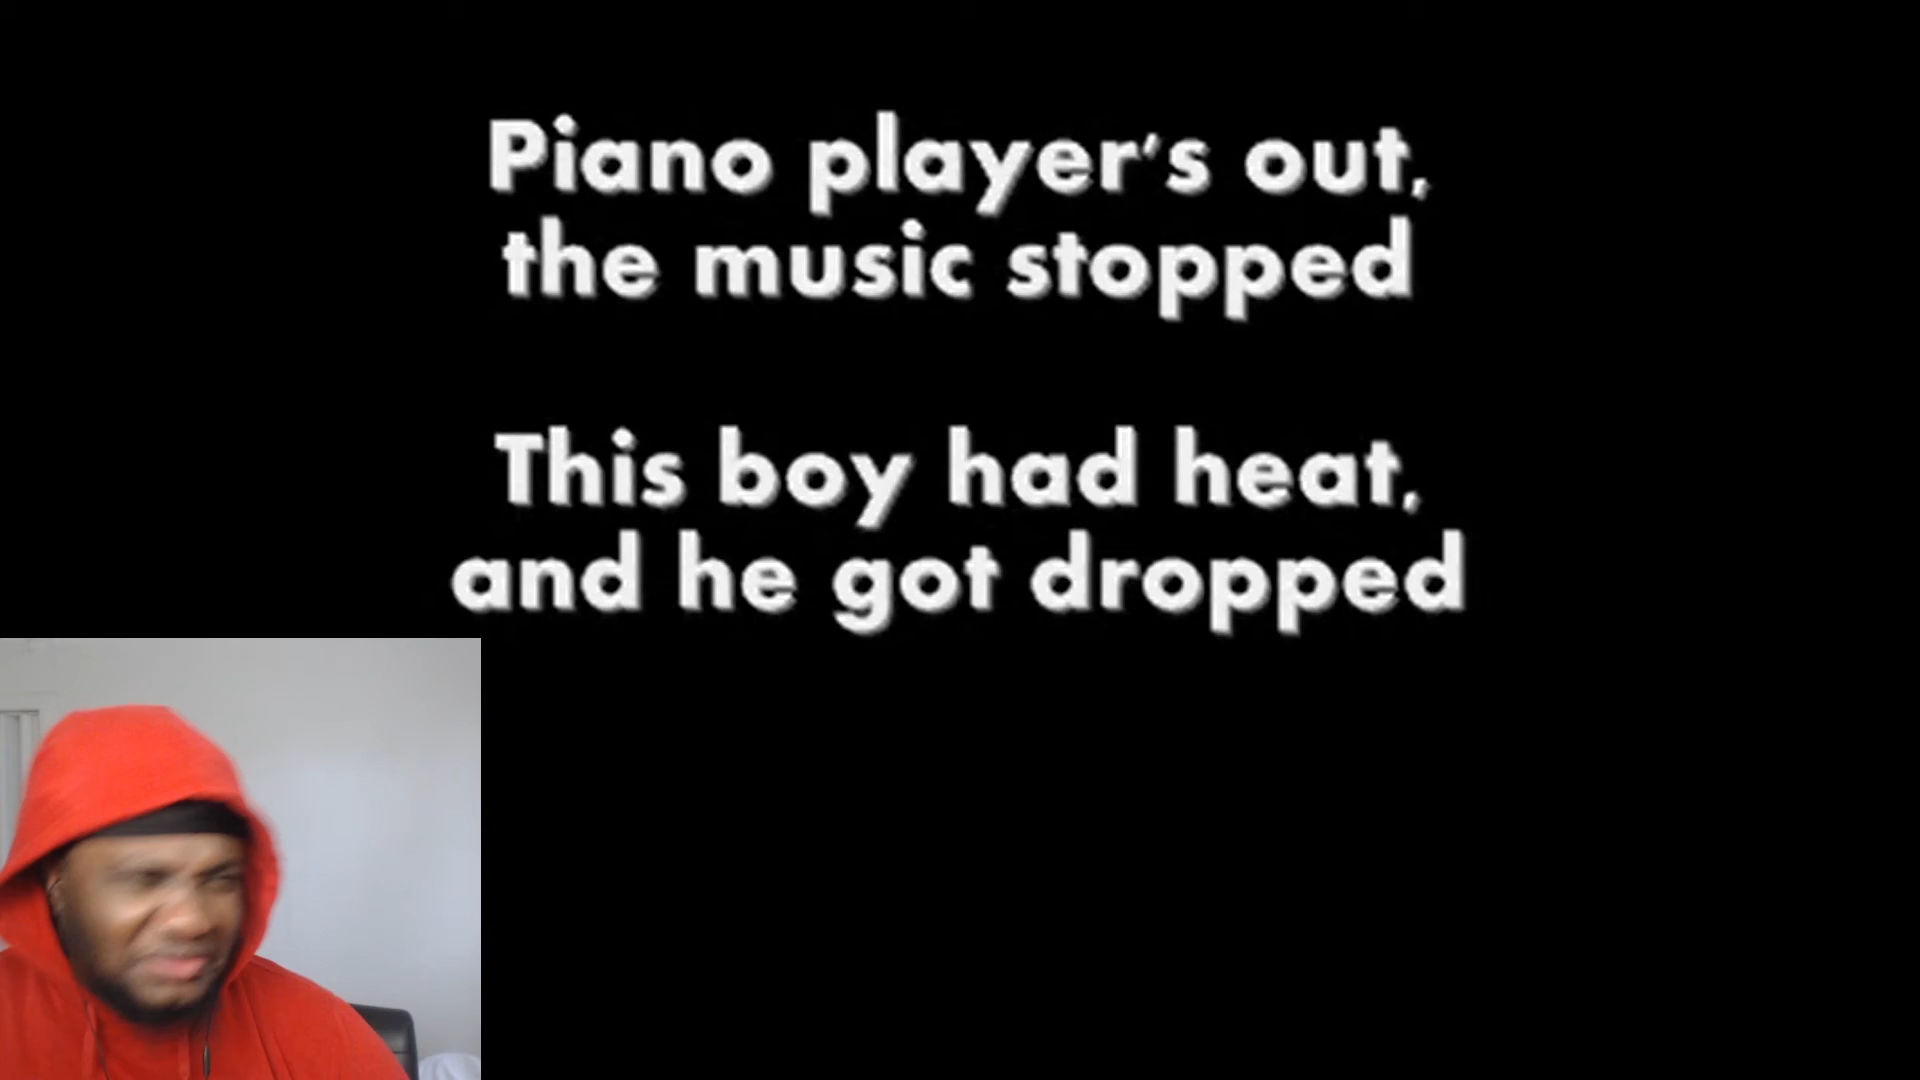 Piano player's out,
the music stopped
This boy had heat,
and he got dropped